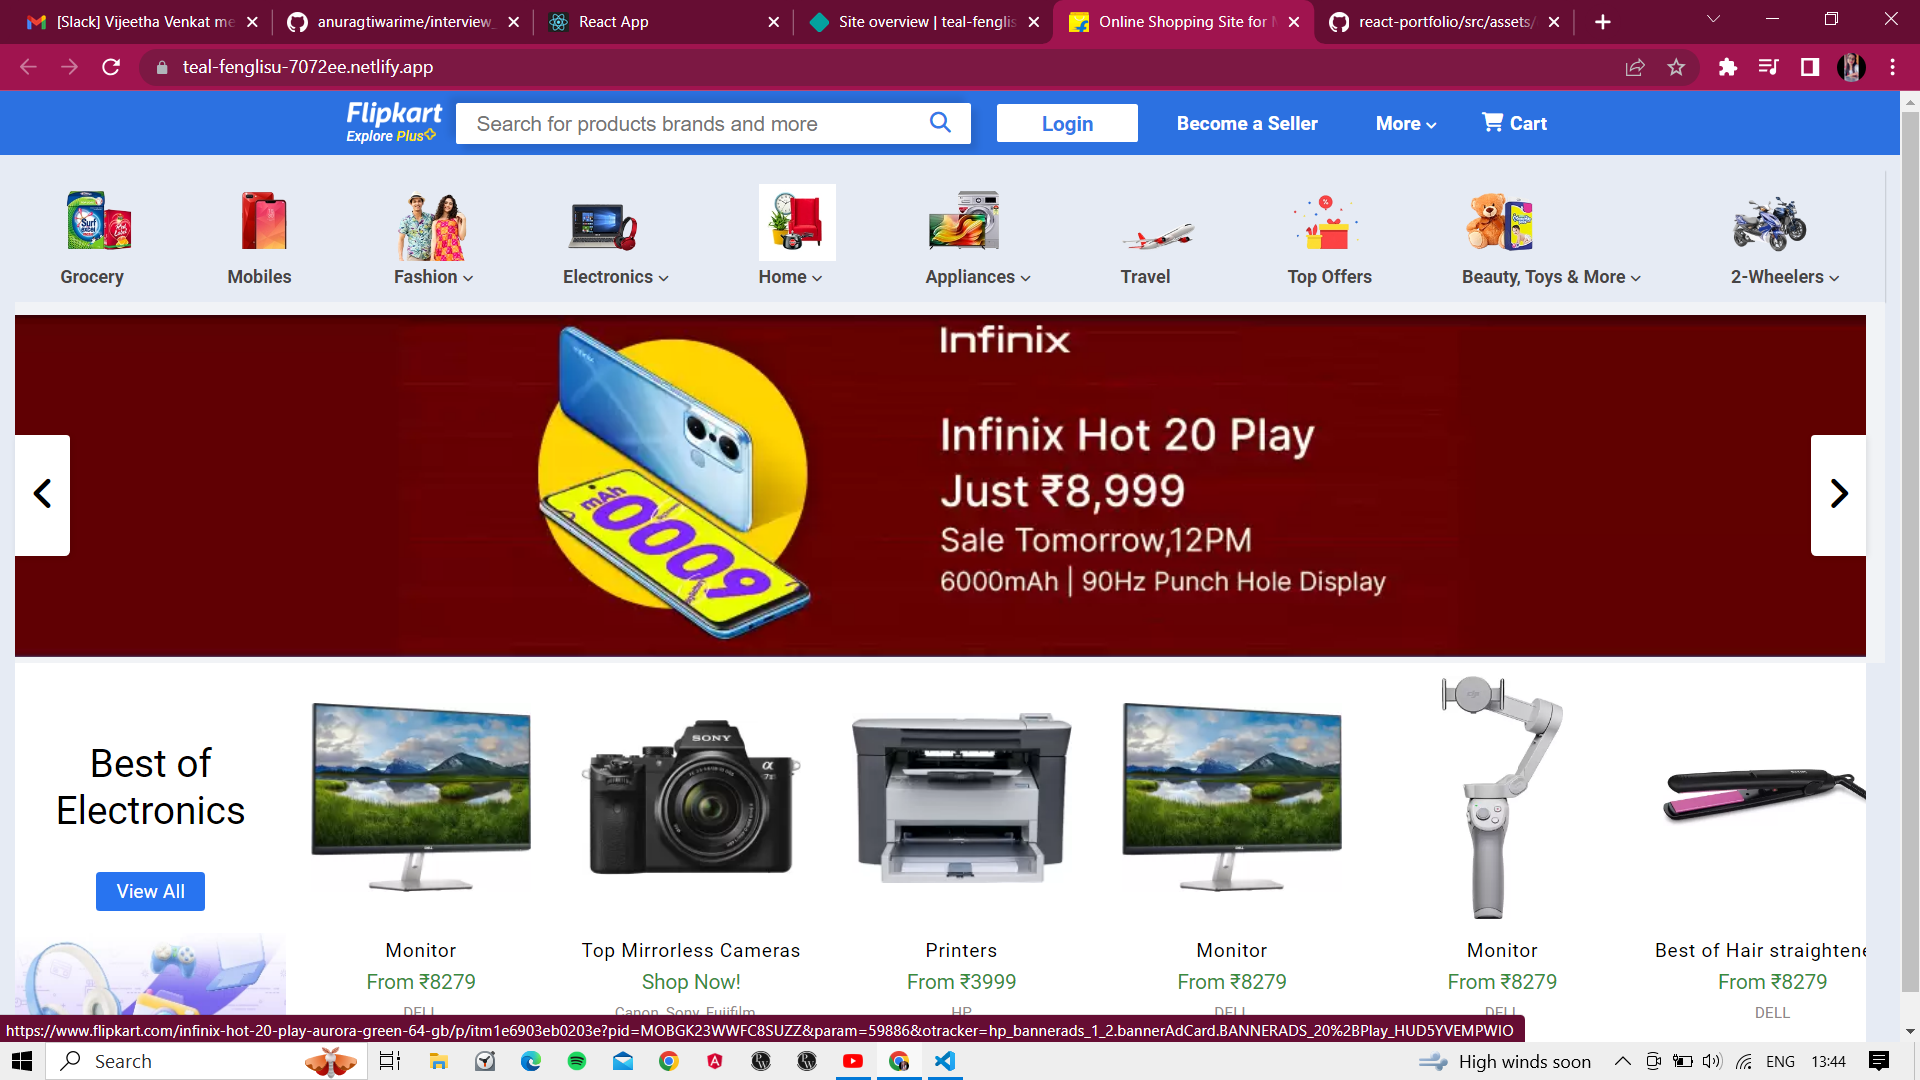 [Slack] Vijeetha Venkat me
anuragtiwarime/interview_
React App
Site overview | teal-fenglis
Online Shopping Site for M
react-portfolio/src/assets/
teal-fenglisu-7072ee.netlify.app
Flipkart
Explore Plus
Search for products brands and more
Login
Become a Seller
More
Cart
Grocery
Mobiles
Fashion
Electronics
Home
Appliances
Travel
Top Offers
Beauty, Toys & More
2-Wheelers
Infinix
Infinix Hot 20 Play
Just ₹8,999
Sale Tomorrow,12PM
6000mAh | 90Hz Punch Hole Display
6000
mAh
SONY
Best of
Electronics
View All
Monitor
From ₹8279
DELL
Top Mirrorless Cameras
Shop Now!
Canon, Sony, Fujifilm
Printers
From ₹3999
HP
Monitor
From ₹8279
DELL
Monitor
From ₹8279
DELL
Best of Hair straightene
From ₹8279
DELL
https://www.flipkart.com/infinix-hot-20-play-aurora-green-64-gb/p/itm1e6903eb0203e?pid=MOBGK23WWFC8SUZZ&param=59886&otracker=hp_bannerads_1_2.bannerAdCard.BANNERADS_20%2BPlay_HUD5YVEMPWIO
Search
High winds soon
ENG
13:44